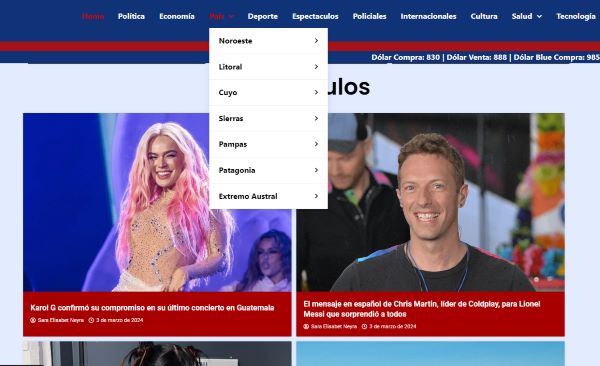 Home Política Economía País Deporte Espectaculos Policiales Internacionales Cultura Salud Tecnología
Dólar Compra: 830 | Dólar Venta: 888 | Dólar Blue Compra: 985
Noroeste
Litoral
Cuyo
Sierras
Pampas
Patagonia
Extremo Austral
ulos
Karol G confirmó su compromiso en su último concierto en Guatemala
Sara Elisabet Neyra 3 de marzo de 2024
El mensaje en español de Chris Martin, líder de Coldplay, para Lionel
Messi que sorprendió a todos
Sara Elisabet Neyra 3 de marzo de 2024